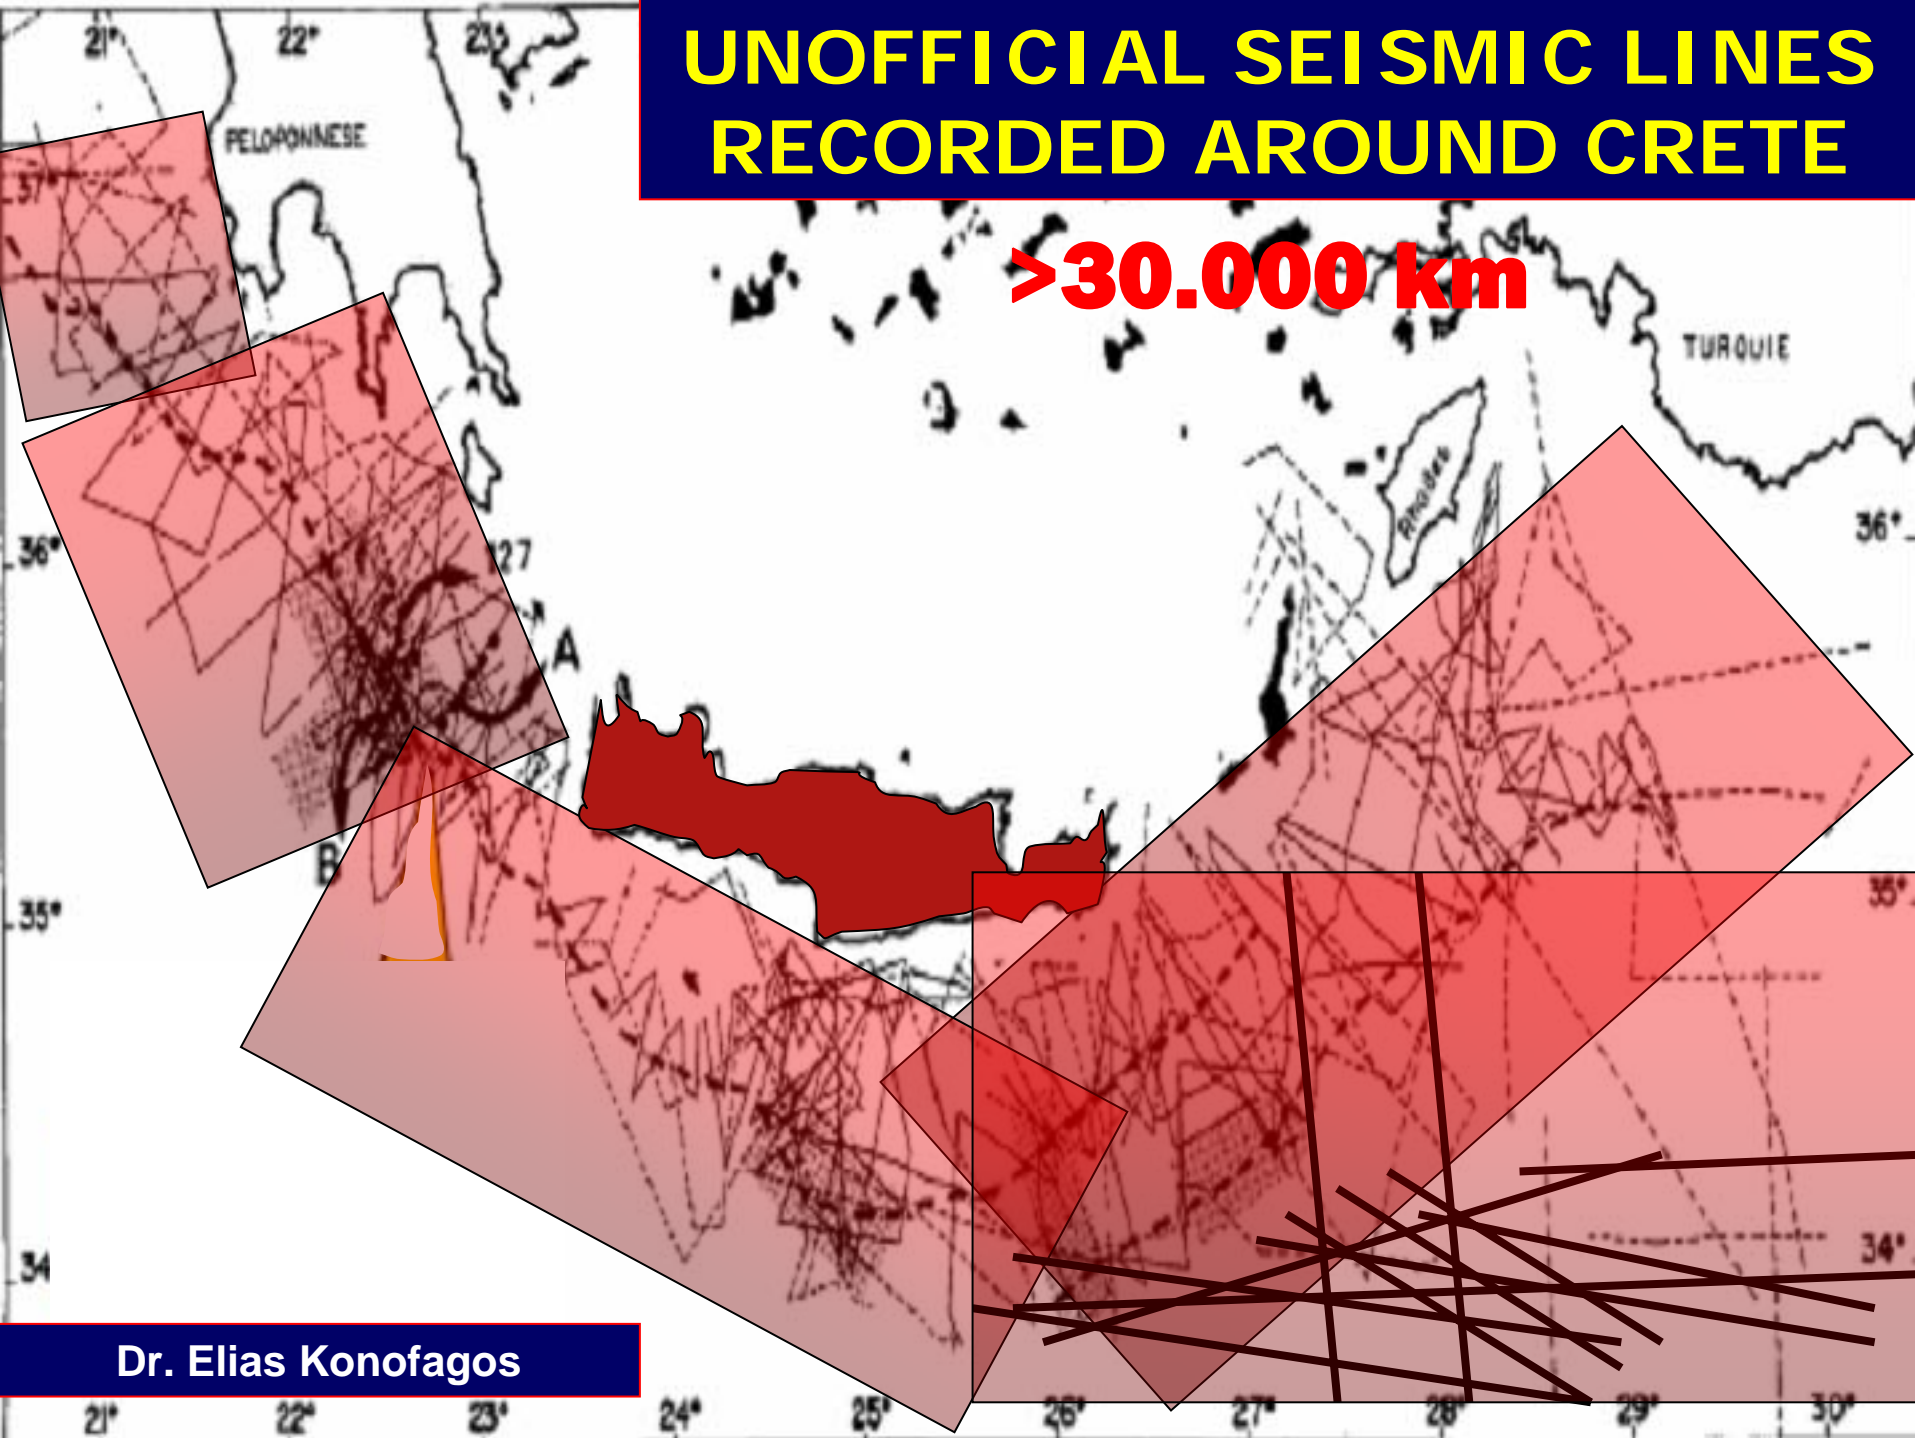 UNOFFICIAL SEISMIC LINES
RECORDED AROUND CRETE
>30.000 km
21° 22° 23°
PELOPONNESE
37°
TURQUIE
Rhodes
36° 36°
127
A
B
35° 35°
34 34°
Dr. Elias Konofagos
21° 22° 23° 24° 25° 26° 27° 28° 29° 30°